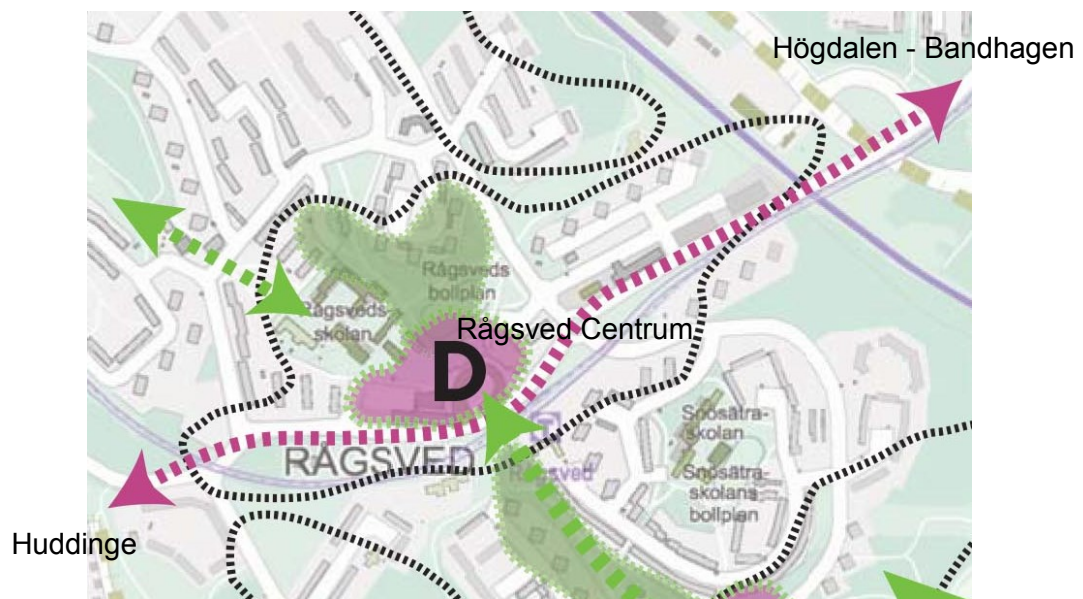 Högdalen - Bandhagen
Rågsveds
bollplan
Rågsveds
skolan
Rågsved Centrum
D
Snösätra-
skolan
RÅGSVED
Rågsved
Snösätra-
skolans
bollplan
Huddinge